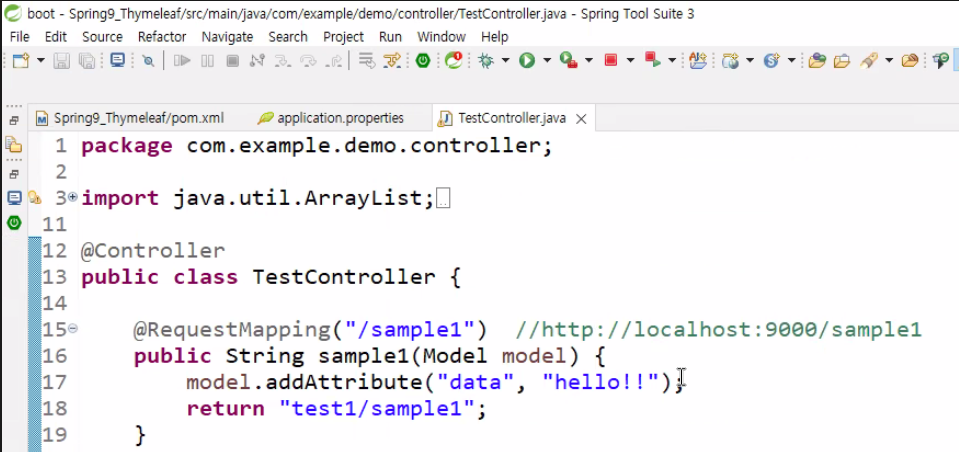 boot - Spring9_Thymeleaf/src/main/java/com/example/demo/controller/TestController.java - Spring Tool Suite 3
File Edit Source Refactor Navigate Search Project Run Window Help
Spring9_Thymeleaf/pom.xml application.properties TestController.java
1 package com.example.demo.controller;
2
3 import java.util.ArrayList;
11
12 @Controller
13 public class TestController {
14
15 @RequestMapping("/sample1") //http://localhost:9000/sample1
16 public String sample1(Model model) {
17 model.addAttribute("data", "hello!!");
18 return "test1/sample1";
19 }